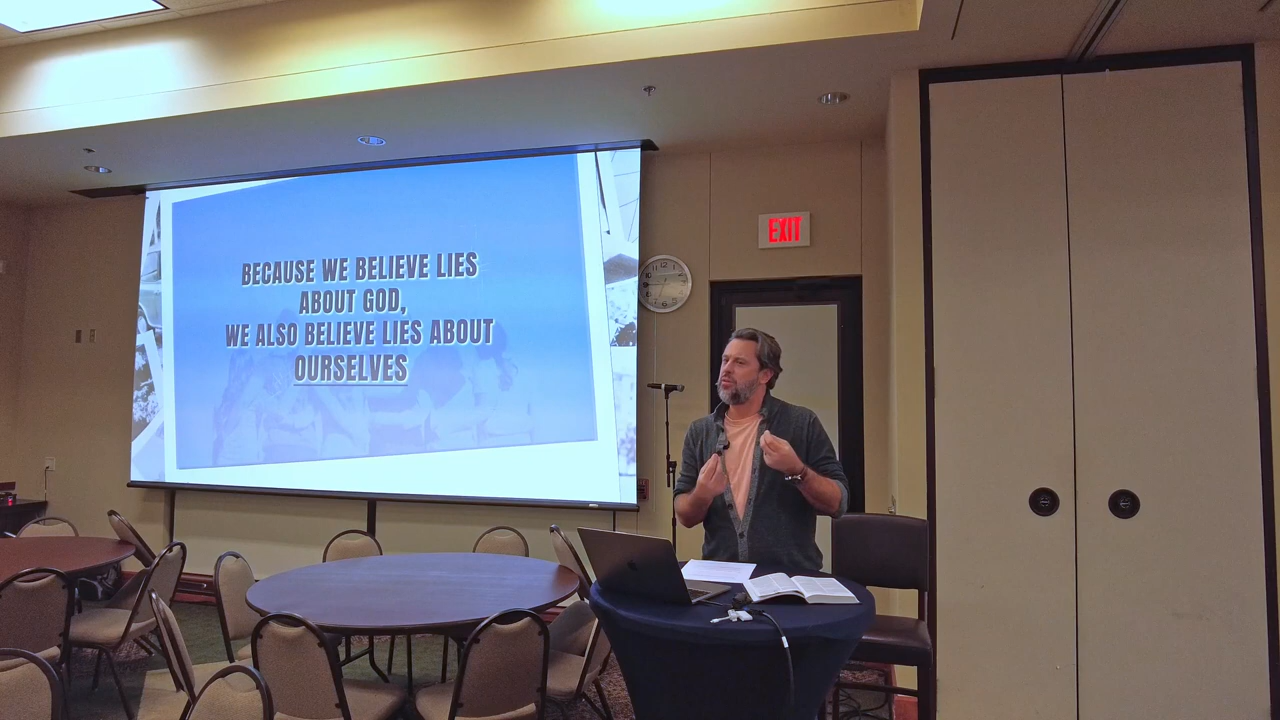 BECAUSE WE BELIEVE LIES
ABOUT GOD,
WE ALSO BELIEVE LIES ABOUT
OURSELVES
EXIT